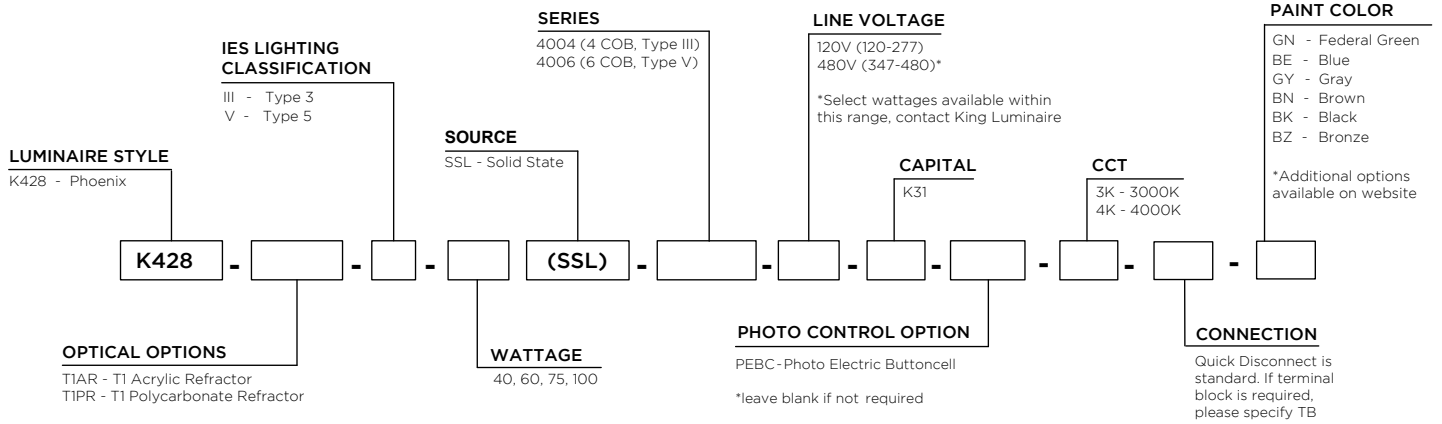 SERIES
4004 (4 COB, Type III)
4006 (6 COB, Type V)
LINE VOLTAGE
120V (120-277)
480V (347-480)*
*Select wattages available within
this range, contact King Luminaire
PAINT COLOR
GN - Federal Green
BE - Blue
GY - Gray
BN - Brown
BK - Black
BZ - Bronze
*Additional options
available on website
IES LIGHTING
CLASSIFICATION
III - Type 3
V - Type 5
SOURCE
SSL - Solid State
LUMINAIRE STYLE
K428 - Phoenix
CAPITAL
K31
CCT
3K - 3000K
4K - 4000K
K428 - - - (SSL) - - - - - - -
OPTICAL OPTIONS
T1AR - T1 Acrylic Refractor
T1PR - T1 Polycarbonate Refractor
WATTAGE
40, 60, 75, 100
PHOTO CONTROL OPTION
PEBC-Photo Electric Buttoncell
*leave blank if not required
CONNECTION
Quick Disconnect is
standard. If terminal
block is required,
please specify TB